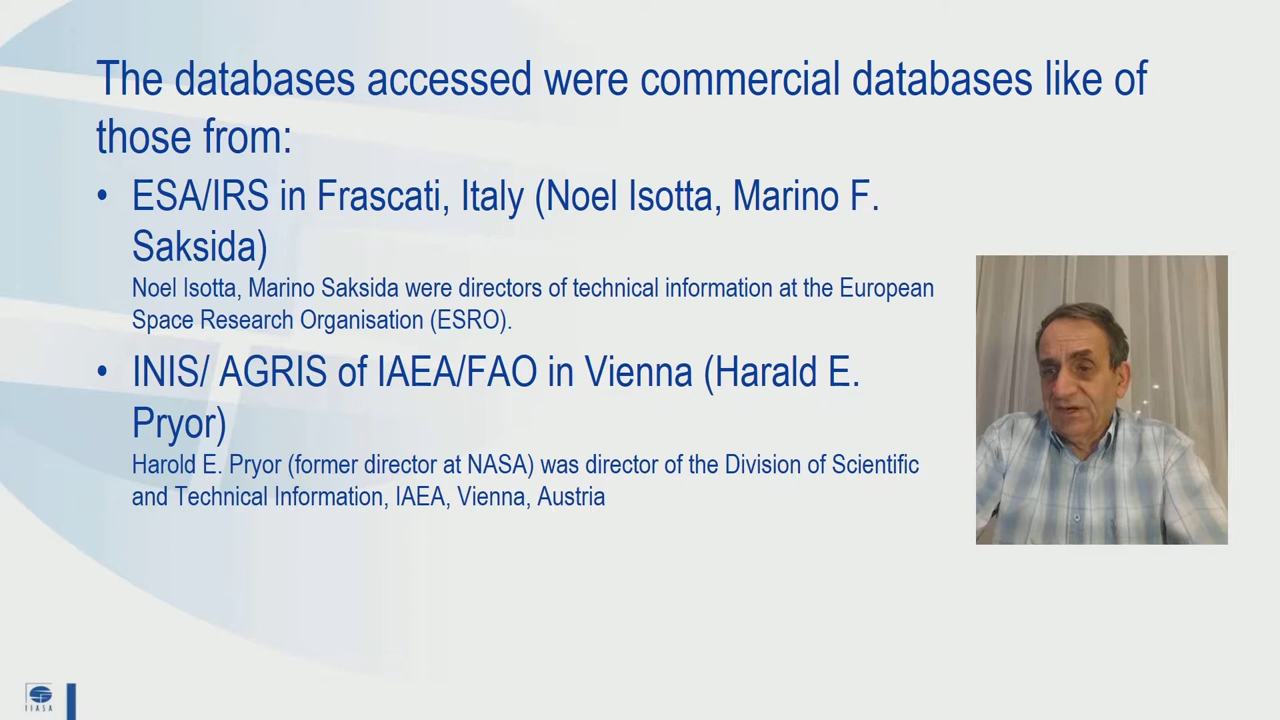 The databases accessed were commercial databases like of
those from:
• ESA/IRS in Frascati, Italy (Noel Isotta, Marino F.
Saksida)
Noel Isotta, Marino Saksida were directors of technical information at the European
Space Research Organisation (ESRO).
• INIS/ AGRIS of IAEA/FAO in Vienna (Harald E.
Pryor)
Harold E. Pryor (former director at NASA) was director of the Division of Scientific
and Technical Information, IAEA, Vienna, Austria
IIASA